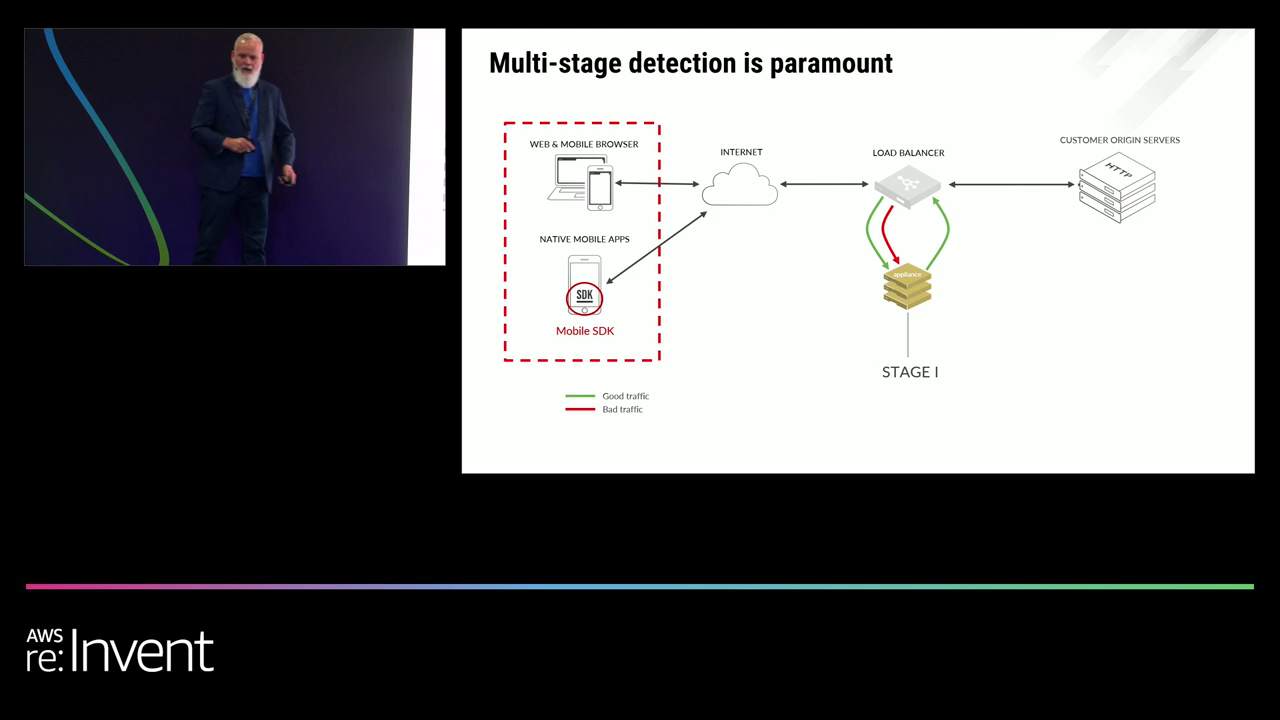 Multi-stage detection is paramount
WEB & MOBILE BROWSER
INTERNET
LOAD BALANCER
CUSTOMER ORIGIN SERVERS
HTTP
NATIVE MOBILE APPS
SDK
Mobile SDK
appliance
STAGE I
Good traffic
Bad traffic
AWS
re:Invent